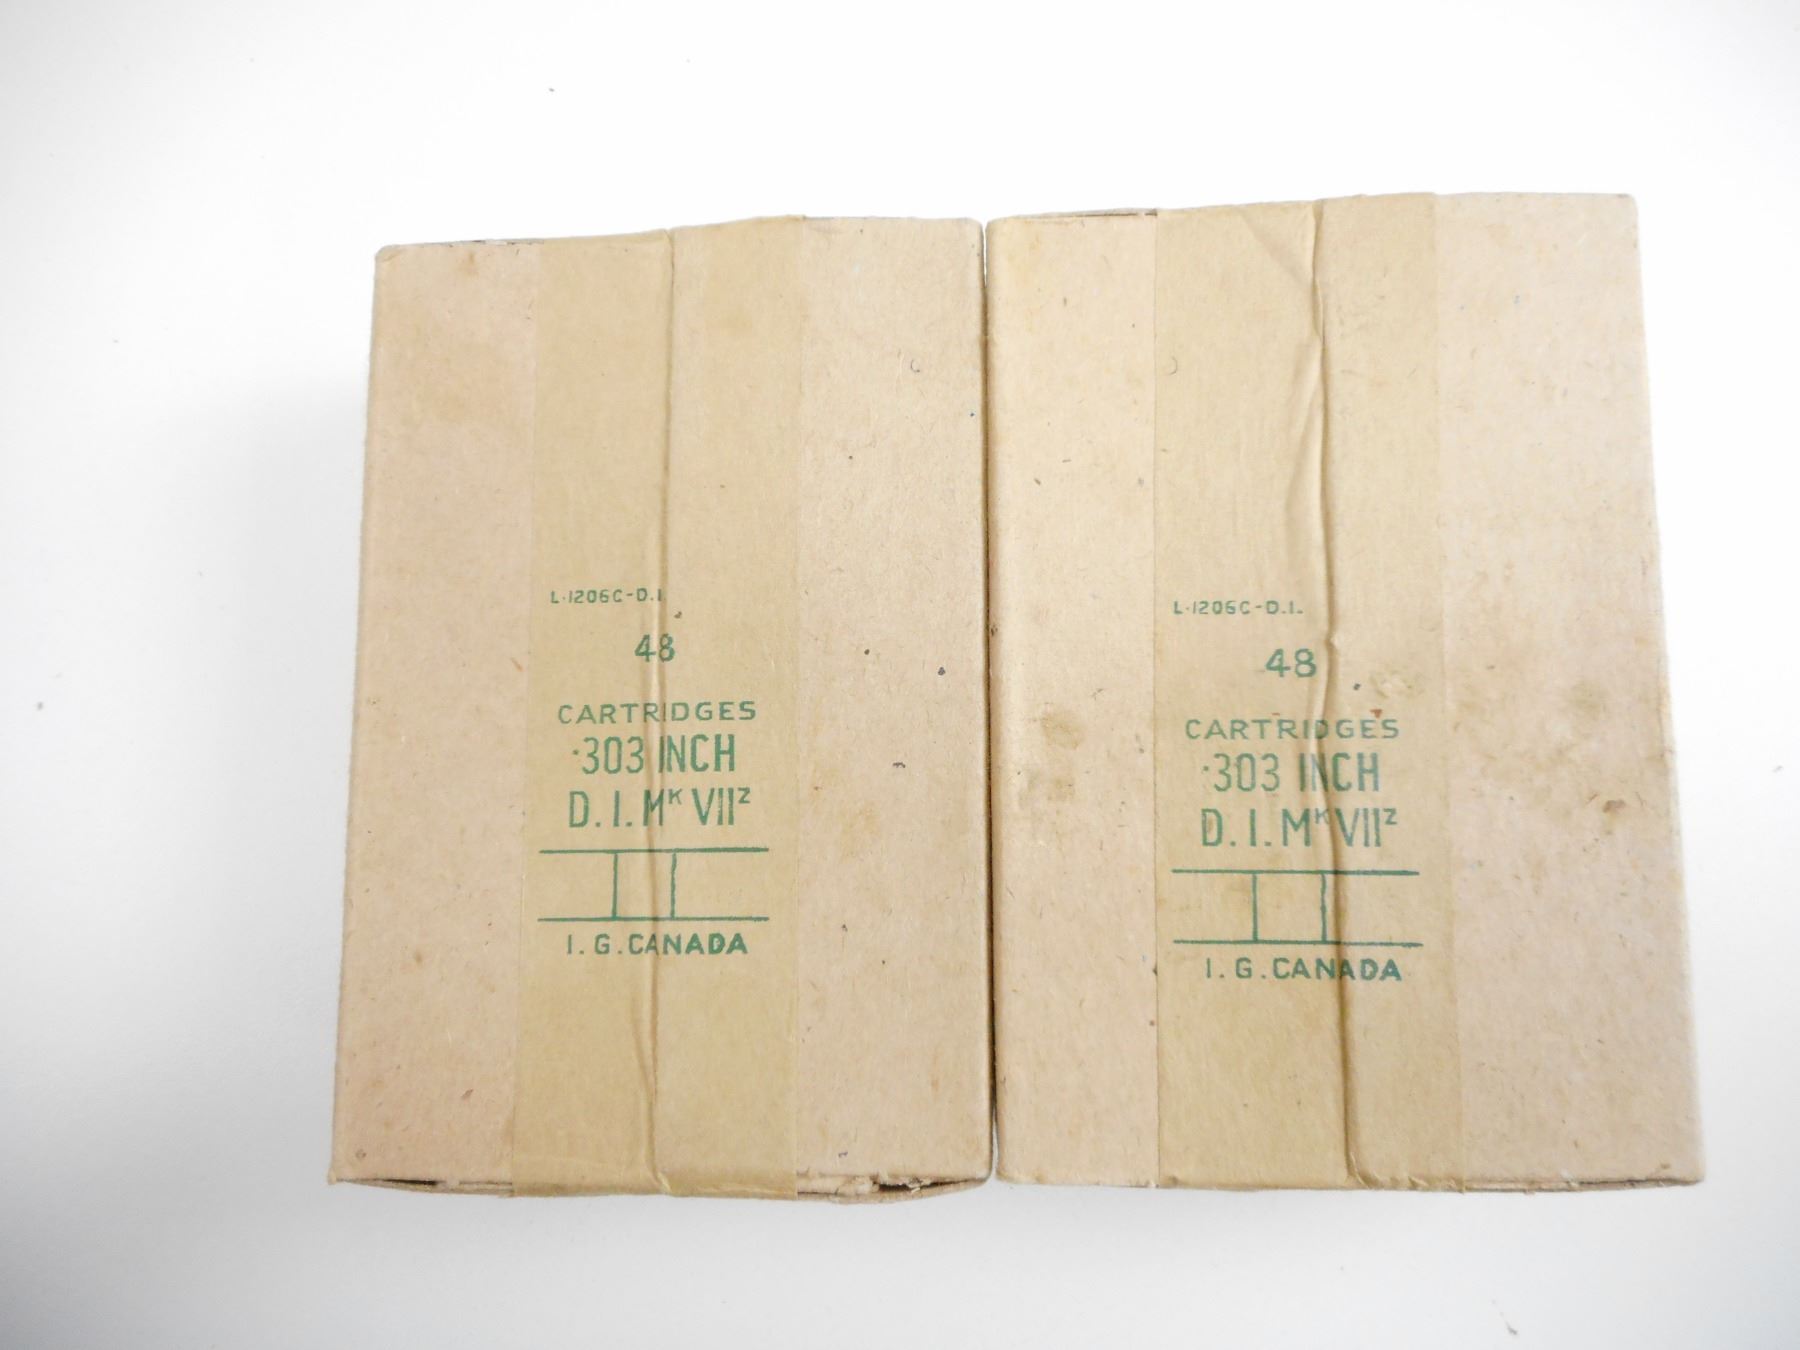 L·1206C-D.I.
48
CARTRIDGES
·303 INCH
D.I.Mᴷ VIIᶻ
I.G.CANADA
L·1206C-D.I.
48
CARTRIDGES
·303 INCH
D.I.Mᴷ VIIᶻ
I.G.CANADA